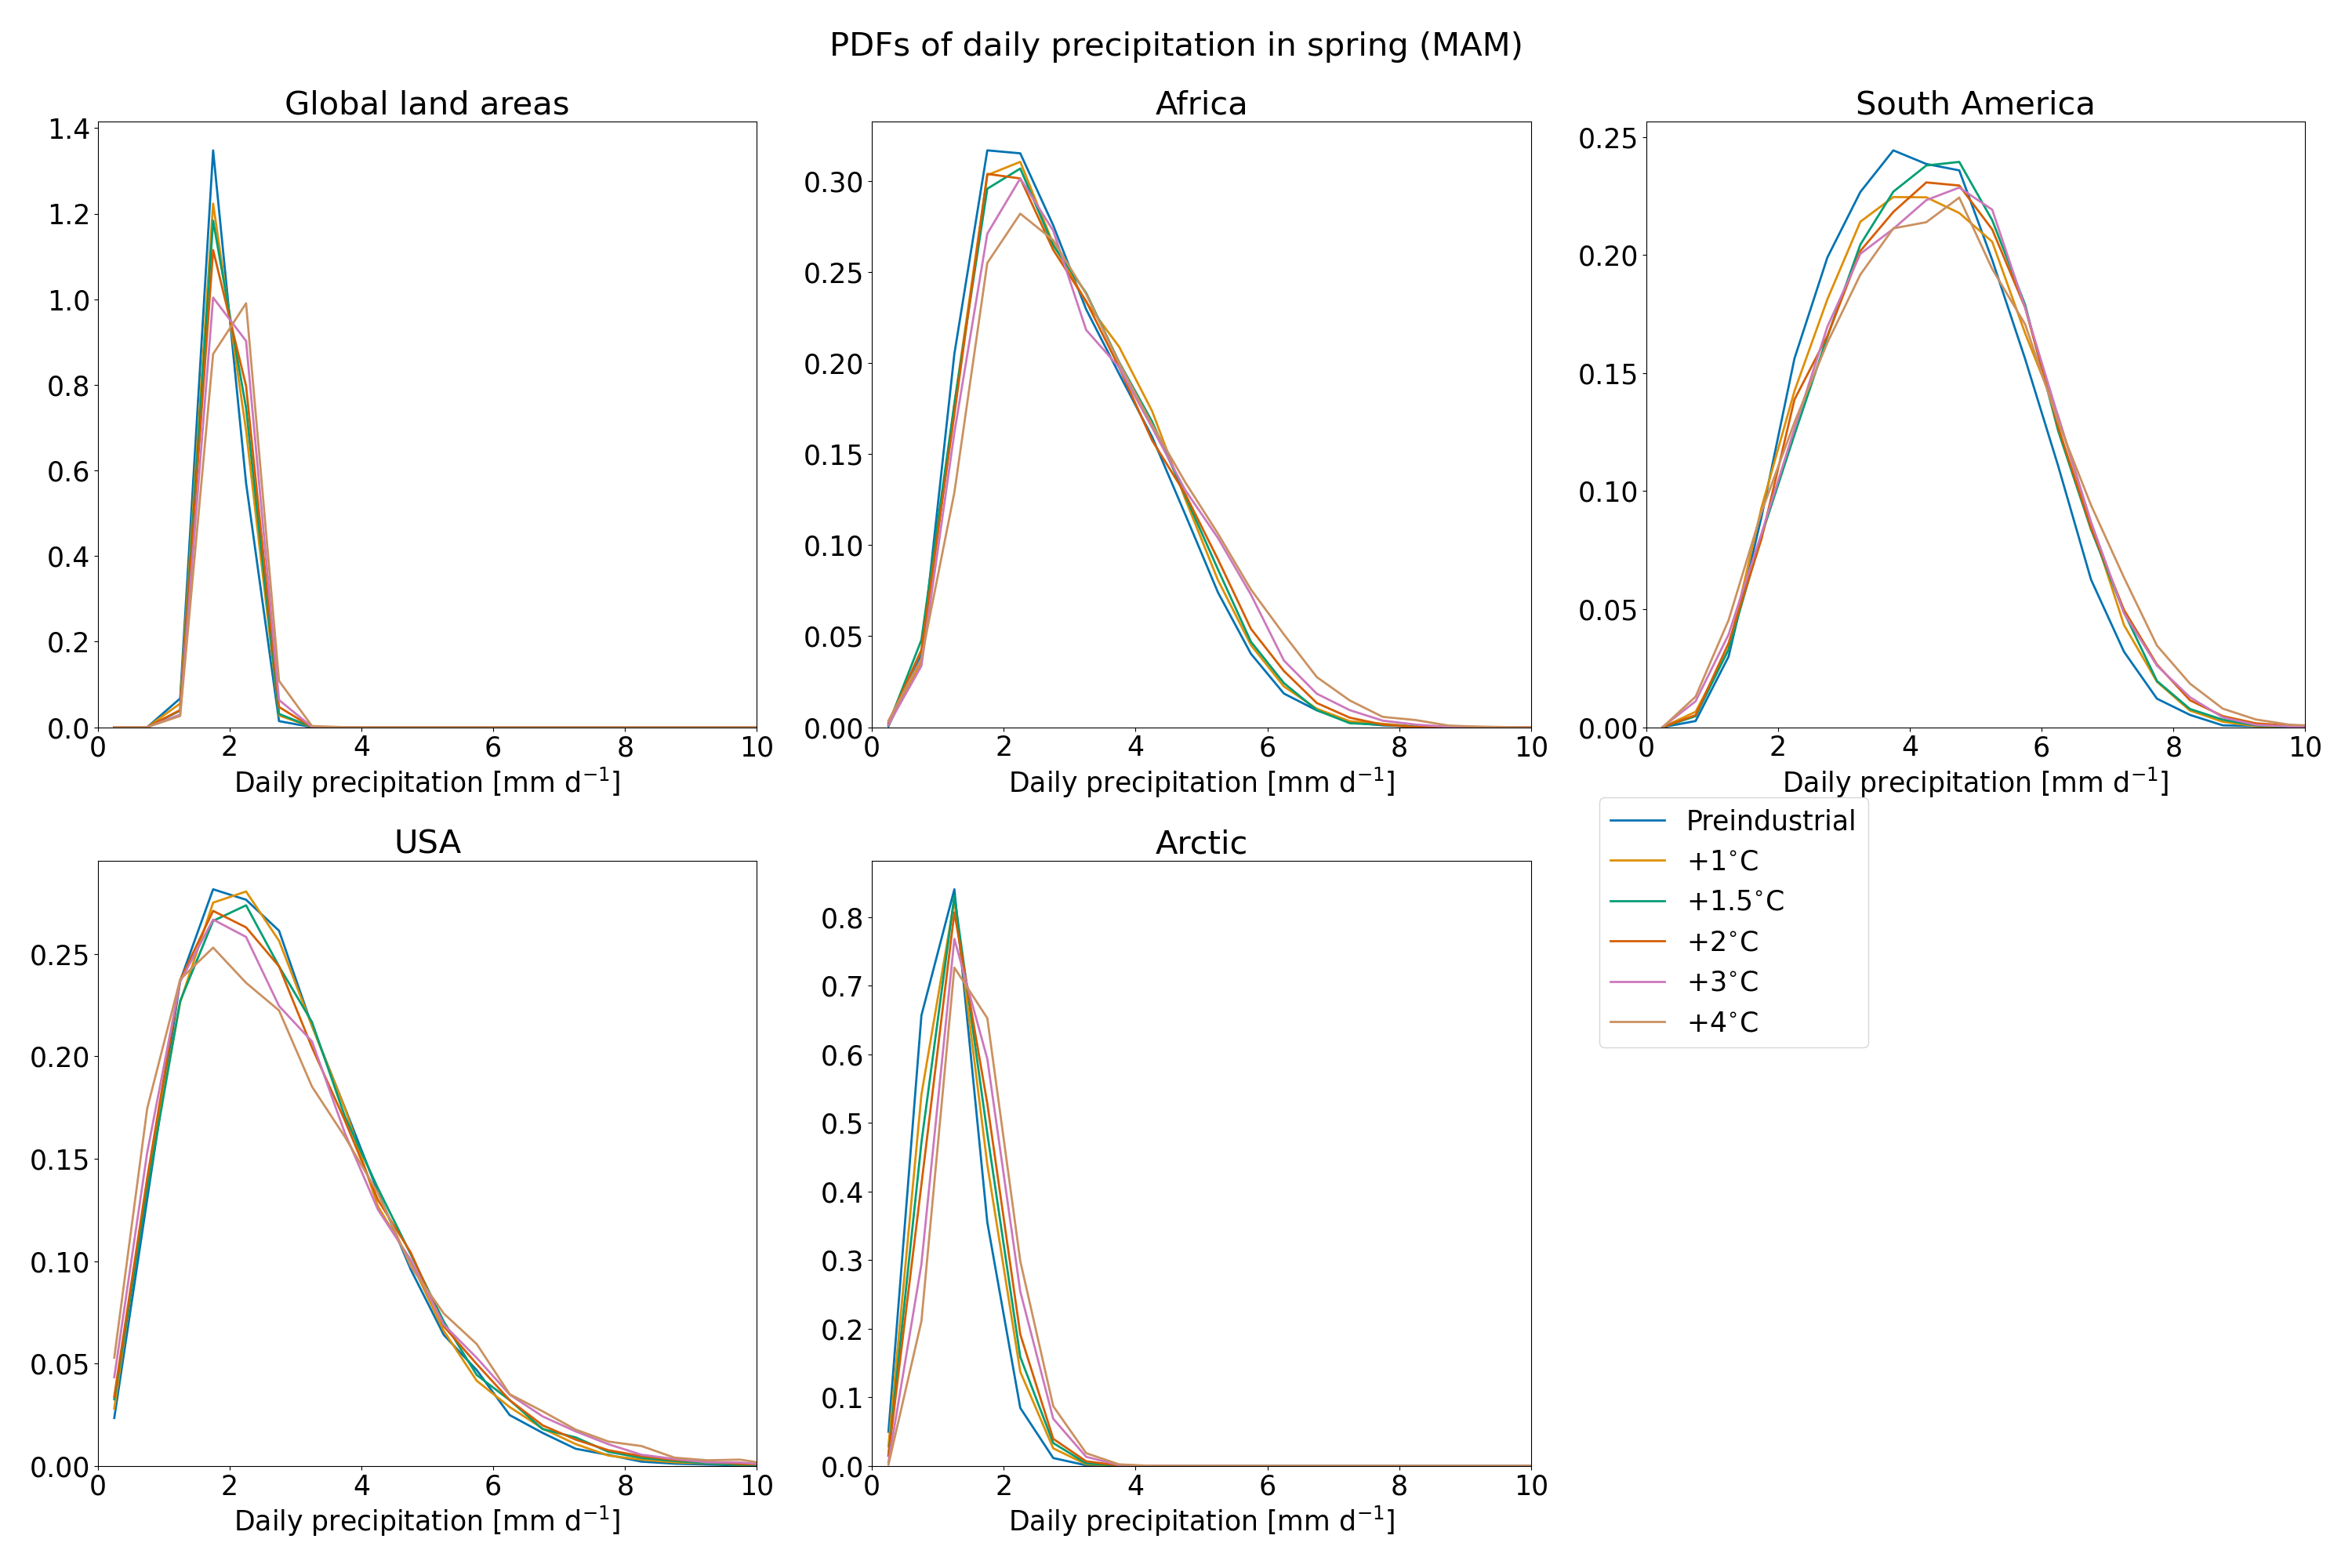 PDFs of daily precipitation in spring (MAM)
Global land areas
1.4
1.2
1.0
0.8
0.6
0.4
0.2
0.0
0 2 4 6 8 10
Daily precipitation [mm d⁻¹]
Africa
0.30
0.25
0.20
0.15
0.10
0.05
0.00
0 2 4 6 8 10
Daily precipitation [mm d⁻¹]
South America
0.25
0.20
0.15
0.10
0.05
0.00
0 2 4 6 8 10
Daily precipitation [mm d⁻¹]
USA
0.25
0.20
0.15
0.10
0.05
0.00
0 2 4 6 8 10
Daily precipitation [mm d⁻¹]
Arctic
0.8
0.7
0.6
0.5
0.4
0.3
0.2
0.1
0.0
0 2 4 6 8 10
Daily precipitation [mm d⁻¹]
Preindustrial
+1°C
+1.5°C
+2°C
+3°C
+4°C